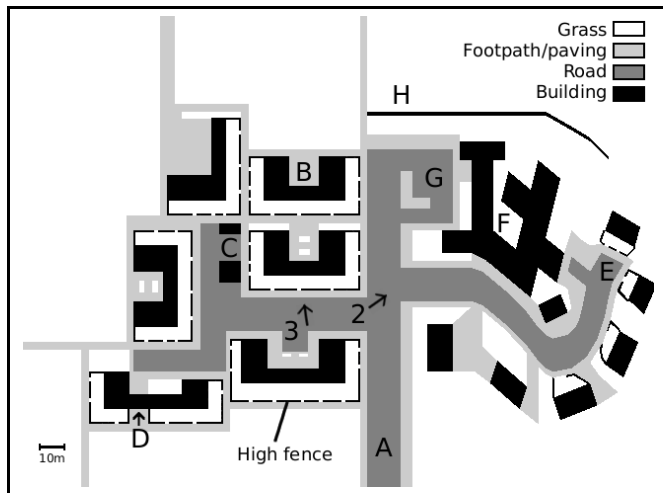 Grass
Footpath/paving
Road
Building
H
B
G
F
C
E
2
3
D
A
High fence
10m